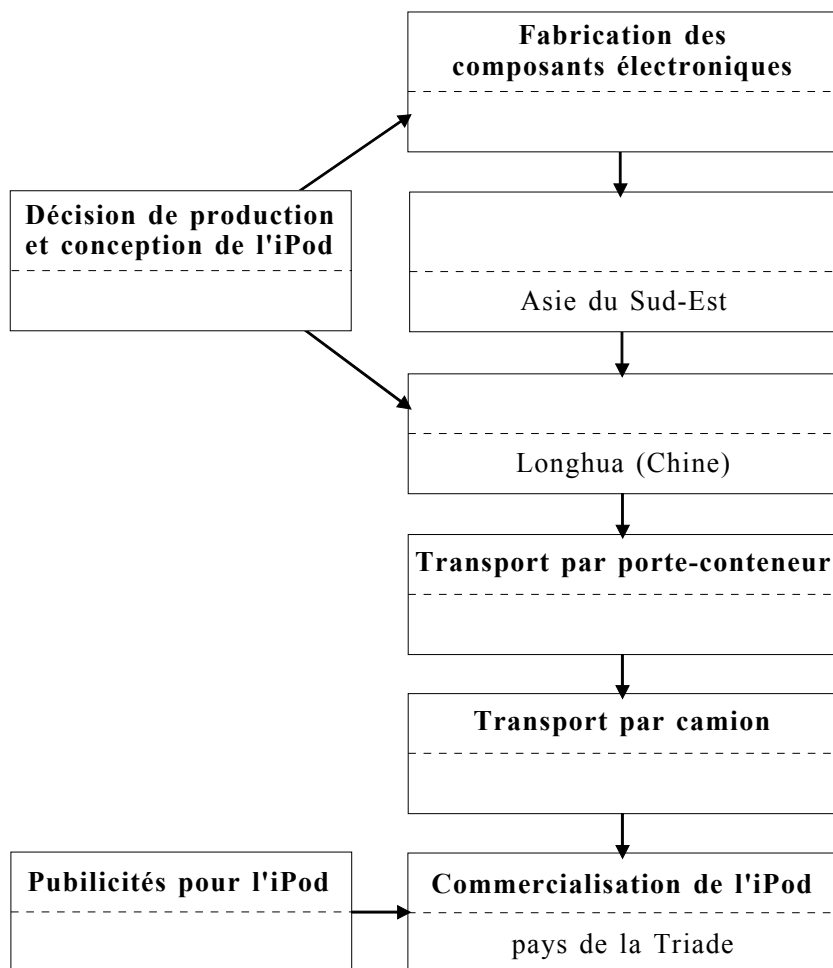 Fabrication des
composants électroniques
Décision de production
et conception de l'iPod
Asie du Sud-Est
Longhua (Chine)
Transport par porte-conteneur
Transport par camion
Pubilicités pour l'iPod
Commercialisation de l'iPod
pays de la Triade